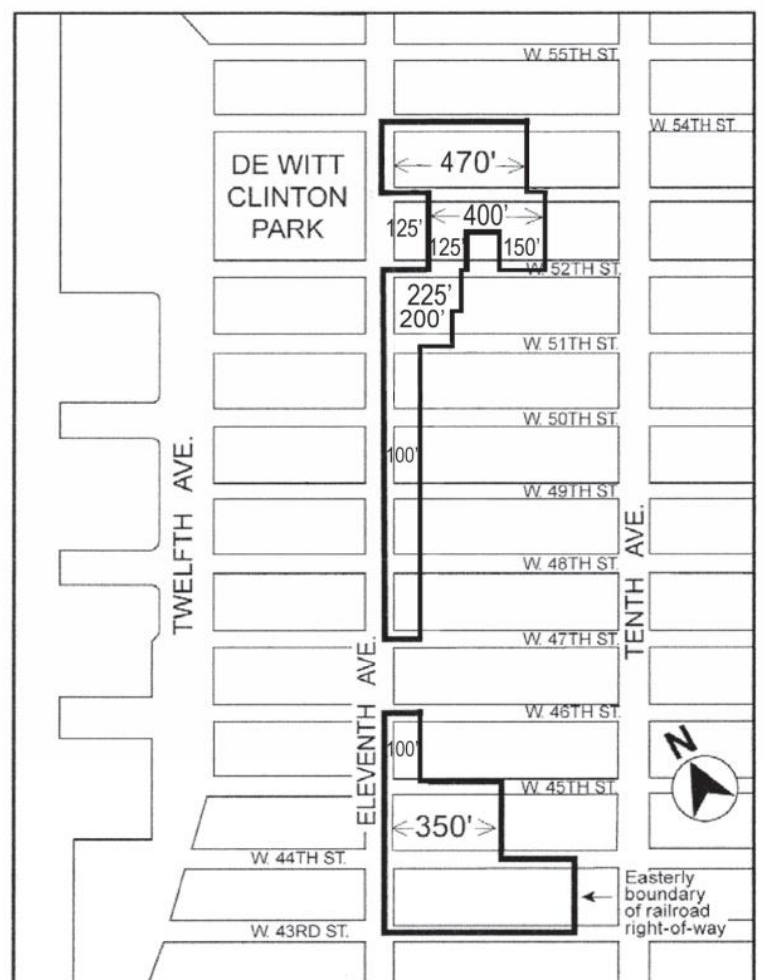 W. 55TH ST.
W. 54TH ST.
DE WITT
CLINTON
PARK
470'
400'
125'
125'
150'
W. 52TH ST.
225'
200'
W. 51TH ST.
W. 50TH ST.
100'
W. 49TH ST.
W. 48TH ST.
W. 47TH ST.
TWELFTH AVE.
ELEVENTH AVE.
TENTH AVE.
W. 46TH ST.
N
100'
W. 45TH ST.
350'
W. 44TH ST.
Easterly
boundary
of railroad
right-of-way
W. 43RD ST.